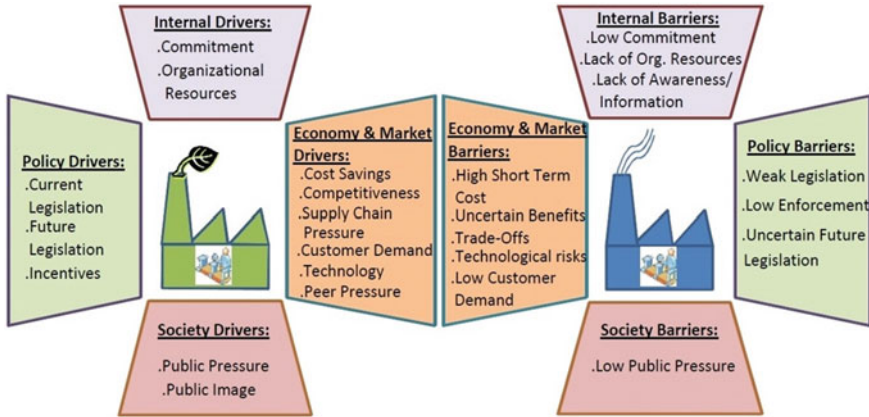 Internal Drivers:
.Commitment
.Organizational
Resources
Policy Drivers:
.Current
Legislation
.Future
Legislation
.Incentives
Economy & Market
Drivers:
.Cost Savings
.Competitiveness
.Supply Chain
Pressure
.Customer Demand
.Technology
.Peer Pressure
Society Drivers:
.Public Pressure
.Public Image
Internal Barriers:
.Low Commitment
.Lack of Org. Resources
.Lack of Awareness/
Information
Economy & Market
Barriers:
.High Short Term
Cost
.Uncertain Benefits
.Trade-Offs
.Technological risks
.Low Customer
Demand
Policy Barriers:
.Weak Legislation
.Low Enforcement
.Uncertain Future
Legislation
Society Barriers:
.Low Public Pressure